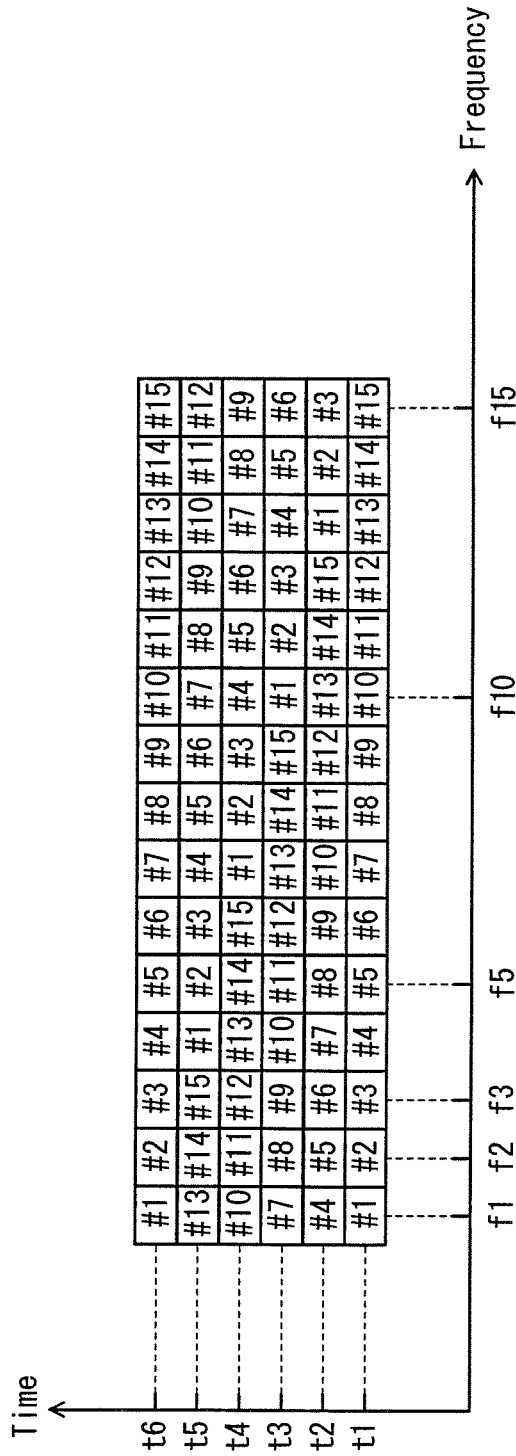 Time
t6 #1 #2 #3 #4 #5 #6 #7 #8 #9 #10 #11 #12 #13 #14 #15
t5 #13 #14 #15 #1 #2 #3 #4 #5 #6 #7 #8 #9 #10 #11 #12
t4 #10 #11 #12 #13 #14 #15 #1 #2 #3 #4 #5 #6 #7 #8 #9
t3 #7 #8 #9 #10 #11 #12 #13 #14 #15 #1 #2 #3 #4 #5 #6
t2 #4 #5 #6 #7 #8 #9 #10 #11 #12 #13 #14 #15 #1 #2 #3
t1 #1 #2 #3 #4 #5 #6 #7 #8 #9 #10 #11 #12 #13 #14 #15
f1 f2 f3 f5 f10 f15
Frequency